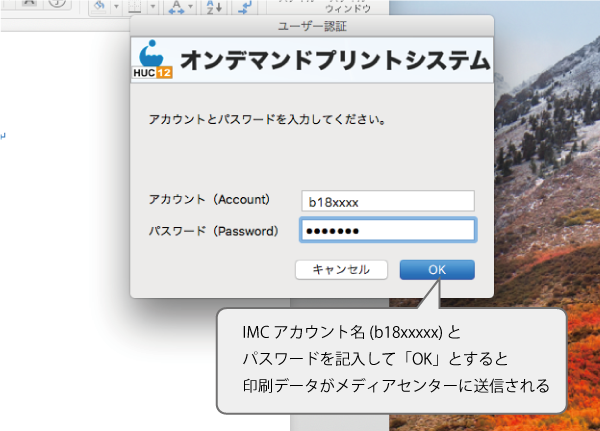 ウィンドウ
ユーザー認証
HUC 12
オンデマンドプリントシステム
アカウントとパスワードを入力してください。
アカウント（Account） b18xxxx
パスワード（Password） ●●●●●●●
キャンセル OK
IMC アカウント名 (b18xxxxx) と
パスワードを記入して「OK」とすると
印刷データがメディアセンターに送信される